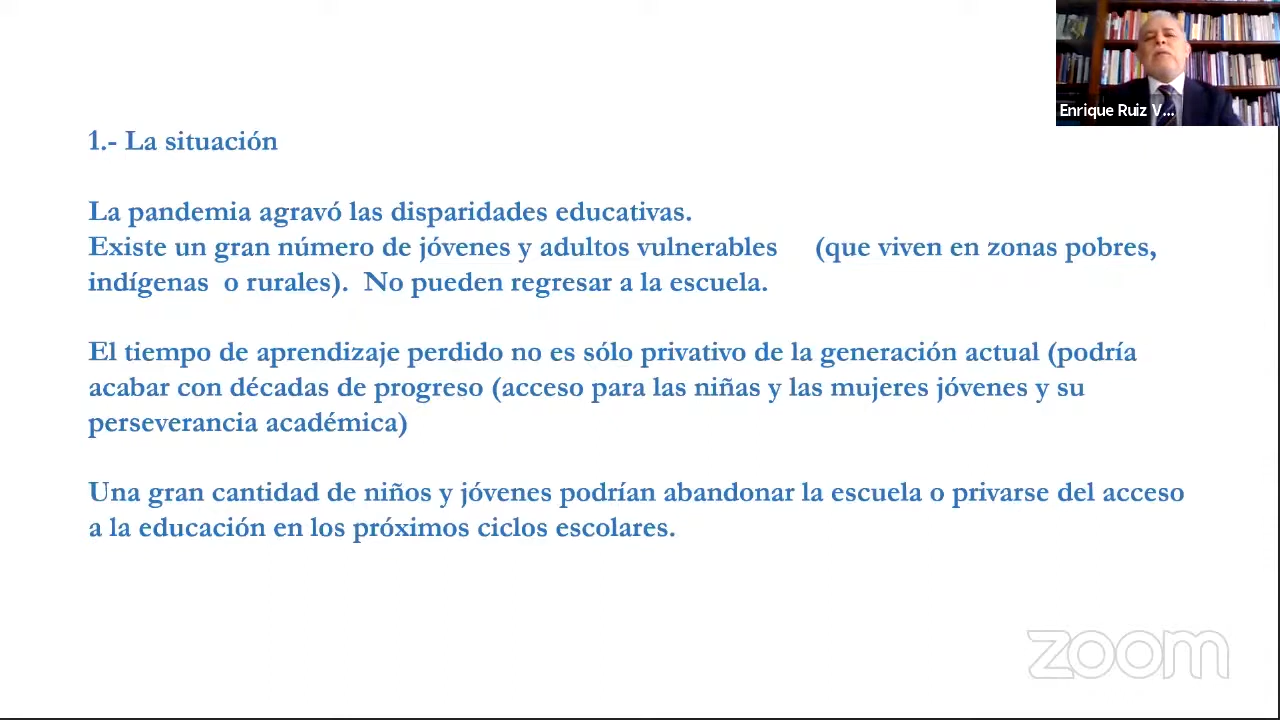 Enrique Ruiz V...
1.- La situación
La pandemia agravó las disparidades educativas.
Existe un gran número de jóvenes y adultos vulnerables (que viven en zonas pobres,
indígenas o rurales). No pueden regresar a la escuela.
El tiempo de aprendizaje perdido no es sólo privativo de la generación actual (podría
acabar con décadas de progreso (acceso para las niñas y las mujeres jóvenes y su
perseverancia académica)
Una gran cantidad de niños y jóvenes podrían abandonar la escuela o privarse del acceso
a la educación en los próximos ciclos escolares.
zoom